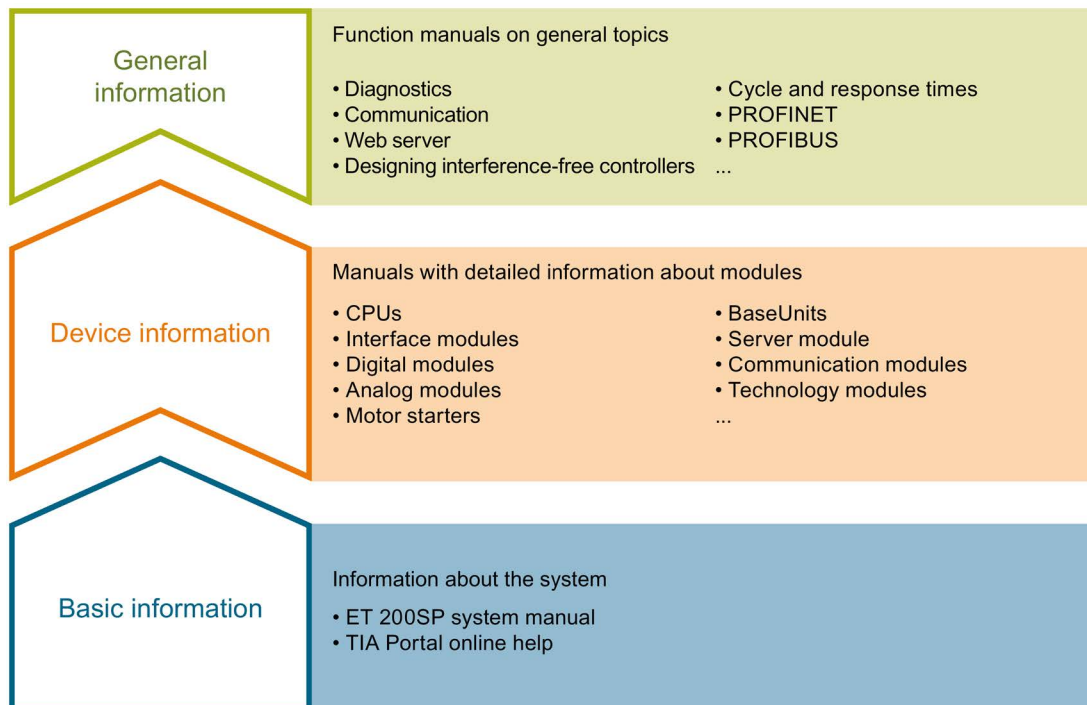 General
information
Function manuals on general topics
• Diagnostics
• Communication
• Web server
• Designing interference-free controllers
• Cycle and response times
• PROFINET
• PROFIBUS
...
Device information
Manuals with detailed information about modules
• CPUs
• Interface modules
• Digital modules
• Analog modules
• Motor starters
• BaseUnits
• Server module
• Communication modules
• Technology modules
...
Basic information
Information about the system
• ET 200SP system manual
• TIA Portal online help